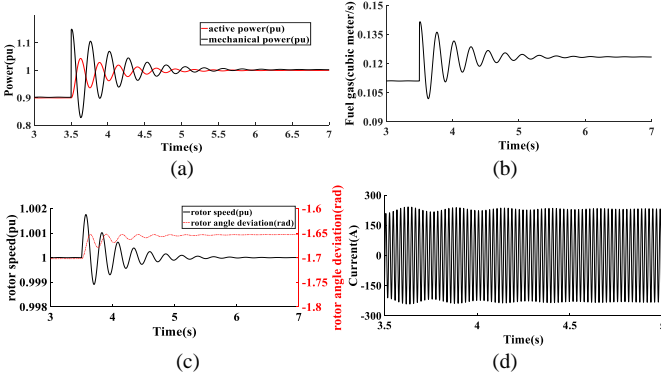 Power(pu)
1.1
1
0.9
0.8
active power(pu)
mechanical power(pu)
3 3.5 4 4.5 5 5.5 6 6.5 7
Time(s)
(a)
Fuel gas(cubic meter/s)
0.15
0.135
0.12
0.105
0.09
3 4 5 6 7
Time(s)
(b)
rotor speed(pu)
1.002
1.001
1
0.999
0.998
rotor speed(pu)
rotor angle deviation(rad)
-1.6
-1.65
-1.7
-1.75
-1.8
rotor angle deviation(rad)
3 4 5 6 7
Time(s)
(c)
Current(A)
300
150
0
-150
-300
3.5 4 4.5
Time(s)
(d)